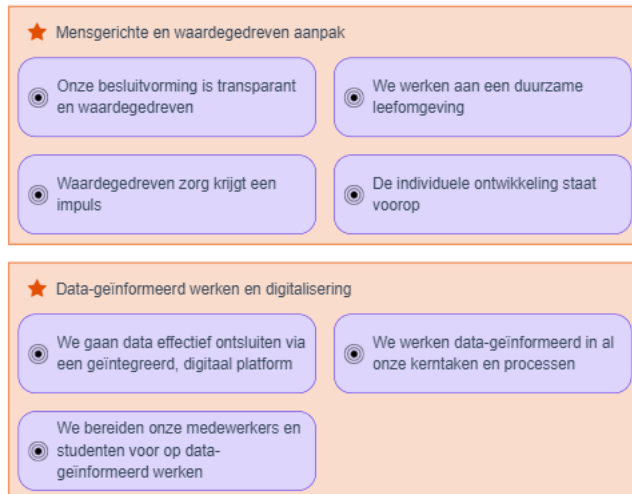 Mensgerichte en waardegedreven aanpak
Onze besluitvorming is transparant
en waardegedreven
We werken aan een duurzame
leefomgeving
Waardegedreven zorg krijgt een
impuls
De individuele ontwikkeling staat
voorop
Data-geïnformeerd werken en digitalisering
We gaan data effectief ontsluiten via
een geïntegreerd, digitaal platform
We werken data-geïnformeerd in al
onze kerntaken en processen
We bereiden onze medewerkers en
studenten voor op data-
geïnformeerd werken